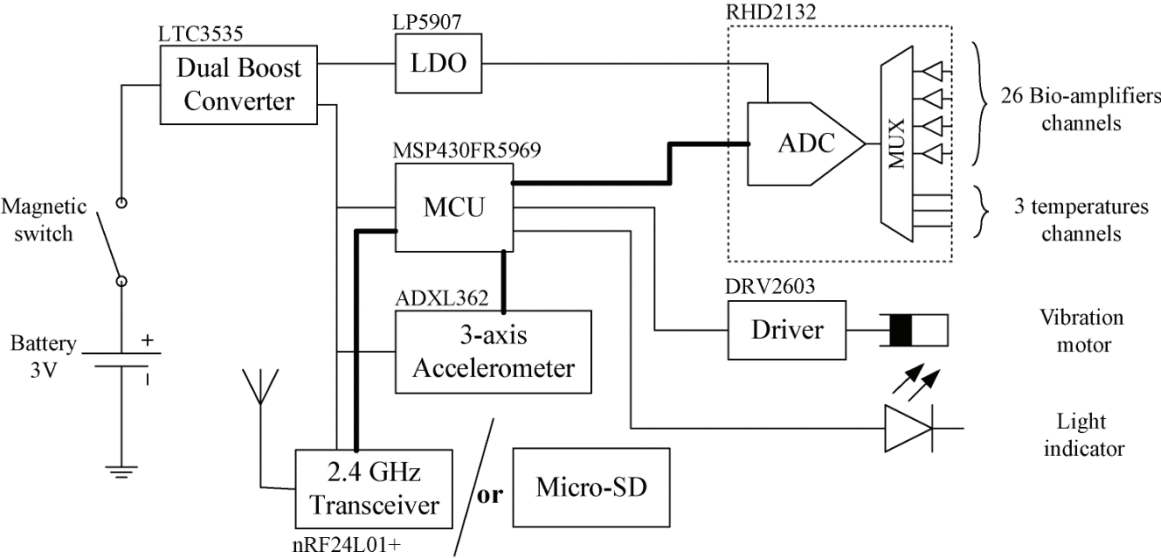 RHD2132
LTC3535
LP5907
Dual Boost
Converter
LDO
26 Bio-amplifiers
channels
ADC
MUX
MSP430FR5969
MCU
Magnetic
switch
3 temperatures
channels
ADXL362
DRV2603
3-axis
Accelerometer
Driver
Vibration
motor
Battery
3V
+
–
Light
indicator
2.4 GHz
Transceiver
or
Micro-SD
nRF24L01+